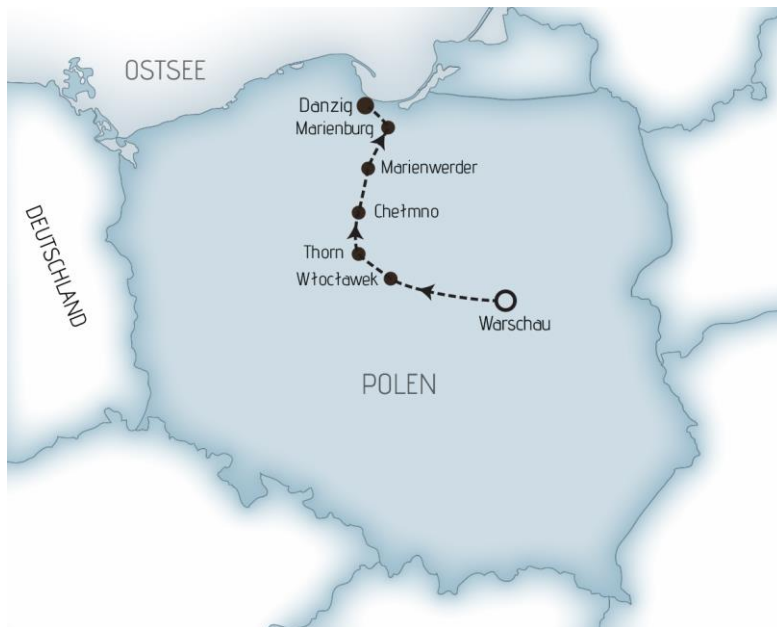 OSTSEE
Danzig
Marienburg
Marienwerder
Chełmno
DEUTSCHLAND
Thorn
Włocławek
Warschau
POLEN